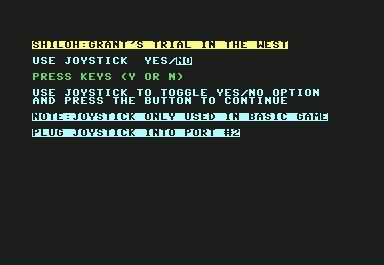 SHILOH:GRANT'S TRIAL IN THE WEST
USE JOYSTICK  YES/NO
PRESS KEYS (Y OR N)
USE JOYSTICK TO TOGGLE YES/NO OPTION
AND PRESS THE BUTTON TO CONTINUE
NOTE:JOYSTICK ONLY USED IN BASIC GAME
PLUG JOYSTICK INTO PORT #2